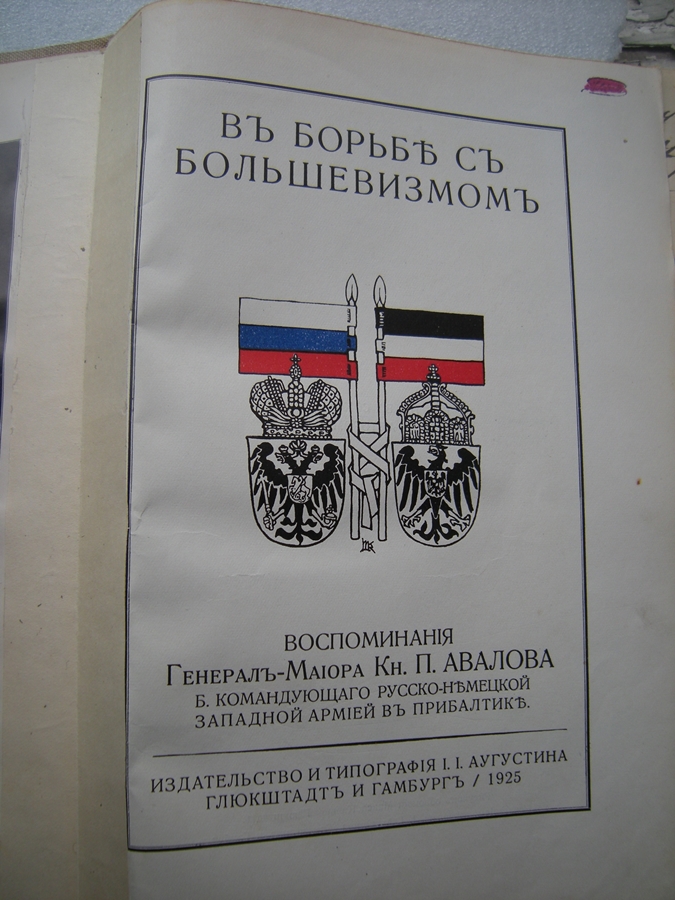 ВЪ БОРЬБѢ СЪ
БОЛЬШЕВИЗМОМЪ
ВОСПОМИНАНІЯ
ГЕНЕРАЛЪ-МАІОРА КН. П. АВАЛОВА
Б. КОМАНДУЮЩАГО РУССКО-НѢМЕЦКОЙ
ЗАПАДНОЙ АРМІЕЙ ВЪ ПРИБАЛТИКѢ.
ИЗДАТЕЛЬСТВО И ТИПОГРАФІЯ І. І. АУГУСТИНА
ГЛЮКШТАДТЪ И ГАМБУРГЪ / 1925